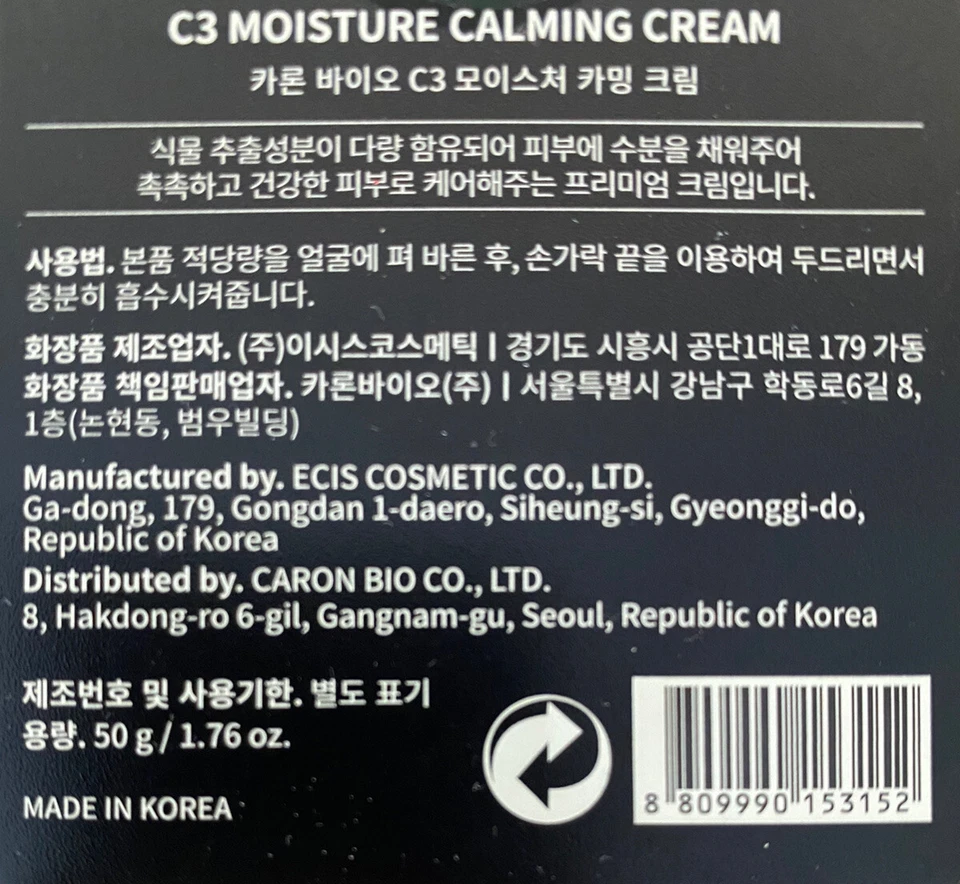 C3 MOISTURE CALMING CREAM
카론 바이오 C3 모이스처 카밍 크림
식물 추출성분이 다량 함유되어 피부에 수분을 채워주어
촉촉하고 건강한 피부로 케어해주는 프리미엄 크림입니다.
사용법. 본품 적당량을 얼굴에 펴 바른 후, 손가락 끝을 이용하여 두드리면서
충분히 흡수시켜줍니다.
화장품 제조업자. (주)이시스코스메틱 | 경기도 시흥시 공단1대로 179 가동
화장품 책임판매업자. 카론바이오(주) | 서울특별시 강남구 학동로6길 8,
1층(논현동, 범우빌딩)
Manufactured by. ECIS COSMETIC CO., LTD.
Ga-dong, 179, Gongdan 1-daero, Siheung-si, Gyeonggi-do,
Republic of Korea
Distributed by. CARON BIO CO., LTD.
8, Hakdong-ro 6-gil, Gangnam-gu, Seoul, Republic of Korea
제조번호 및 사용기한. 별도 표기
용량. 50 g / 1.76 oz.
MADE IN KOREA
8 809990 153152